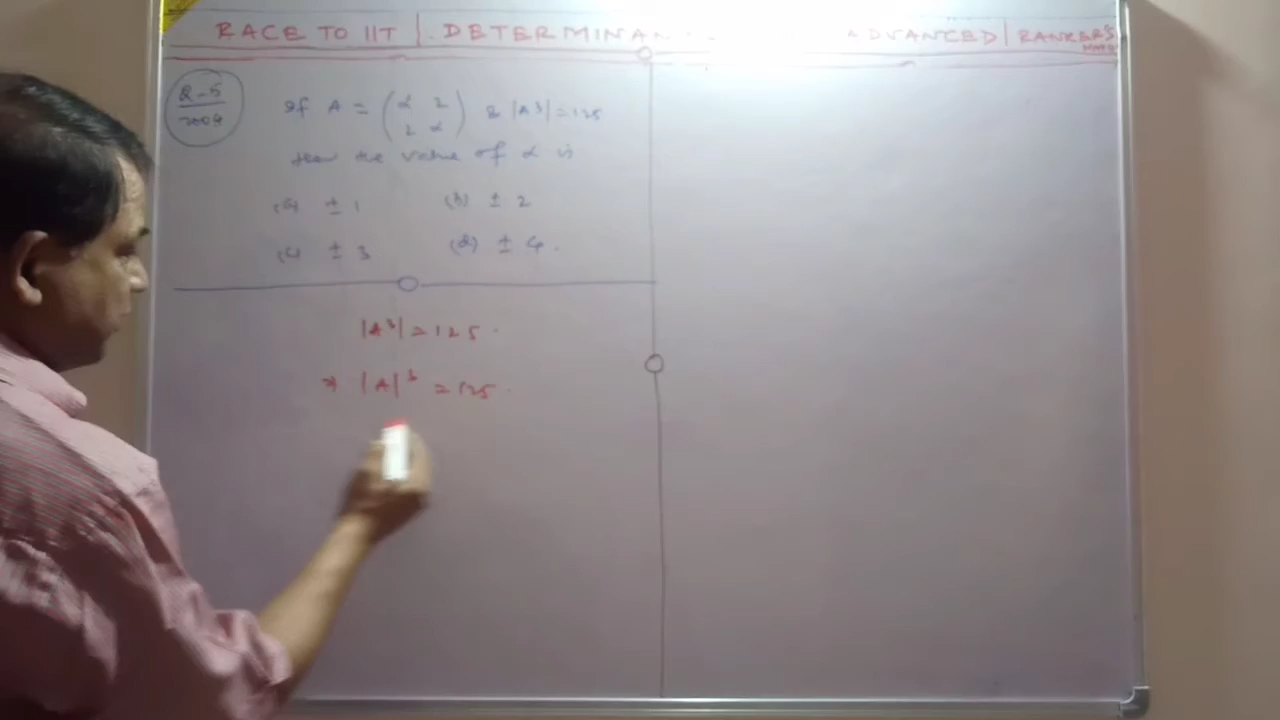 RACE TO IIT | DETERMINAN ADVANCED | RANKERS
Q-5
2004
If A = (α 2
2 α) & |A³| = 125
then the value of α is
(a) ± 1 (b) ± 2
(c) ± 3 (d) ± 4.
|A³| = 125.
⇒ |A|³ = 125.